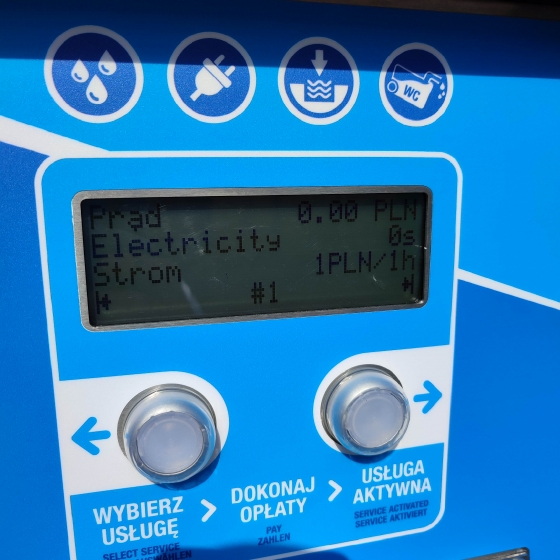 WC
Prąd 0.00 PLN
Electricity 0s
Strom 1PLN/1h
#1
WYBIERZ
USŁUGĘ
SELECT SERVICE
DOKONAJ
OPŁATY
PAY
ZAHLEN
USŁUGA
AKTYWNA
SERVICE ACTIVATED
SERVICE AKTIVIERT